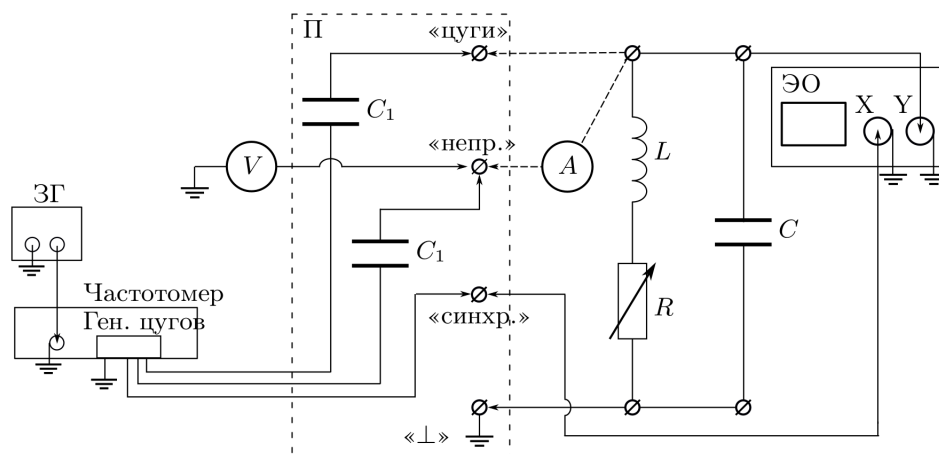 П
«цуги»
C₁
«непр.»
V
A
L
ЭО
X
Y
ЗГ
C₁
C
R
Частотомер
Ген. цугов
«синхр.»
«⊥»